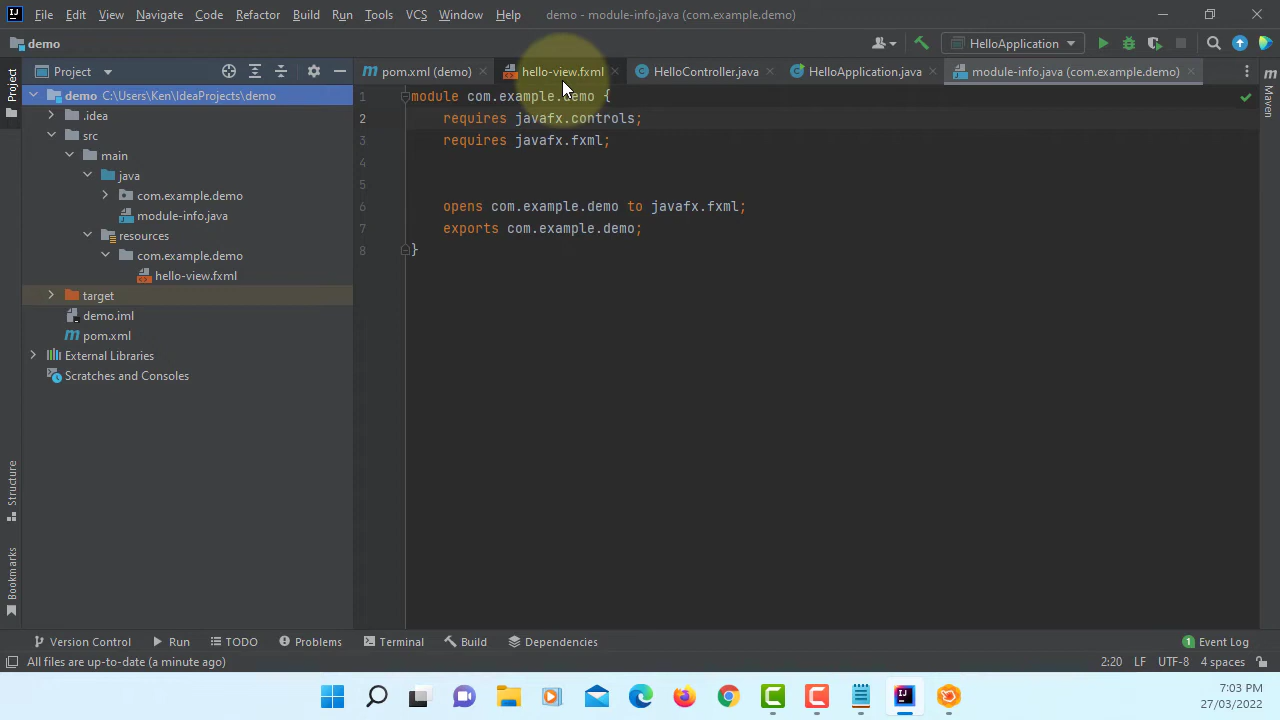 File Edit View Navigate Code Refactor Build Run Tools VCS Window Help demo - module-info.java (com.example.demo)
demo HelloApplication
Project pom.xml (demo) hello-view.fxml HelloController.java HelloApplication.java module-info.java (com.example.demo)
Project
Maven
Structure
Bookmarks
demo C:\Users\Ken\IdeaProjects\demo
.idea
src
main
java
com.example.demo
module-info.java
resources
com.example.demo
hello-view.fxml
target
demo.iml
pom.xml
External Libraries
Scratches and Consoles
1 module com.example.demo {
2 requires javafx.controls;
3 requires javafx.fxml;
4
5
6 opens com.example.demo to javafx.fxml;
7 exports com.example.demo;
8 }
Version Control Run TODO Problems Terminal Build Dependencies 1 Event Log
All files are up-to-date (a minute ago) 2:20 LF UTF-8 4 spaces
7:03 PM
27/03/2022